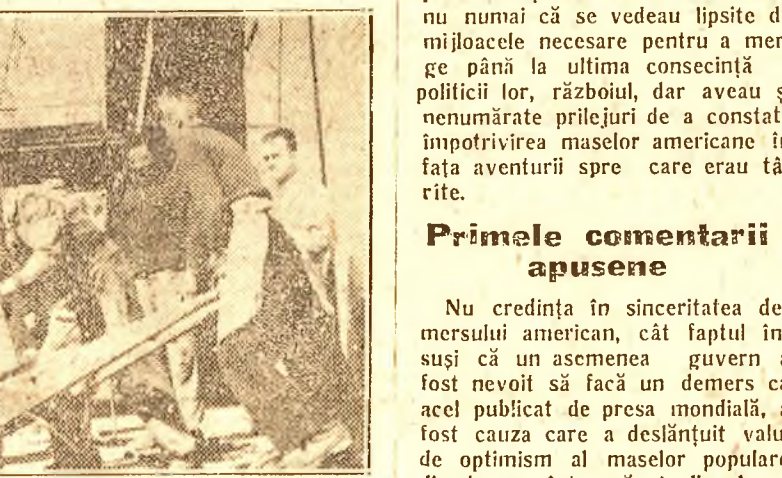 nu numai că se vedeau lipsite d
mijloacele necesare pentru a mer
ge până la ultima consecință
politicii lor, războiul, dar aveau ș
nenumărate prilejuri de a constat
împotrivirea maselor americane î
fața aventurii spre care erau tâ
rite.
Primele comentarii
apusene
Nu credința în sinceritatea de
mersului american, cât faptul în
suși că un asemenea guvern a
fost nevoit să facă un demers ca
acel publicat de presa mondială, a
fost cauza care a deslănțuit valu
de optimism al maselor populare